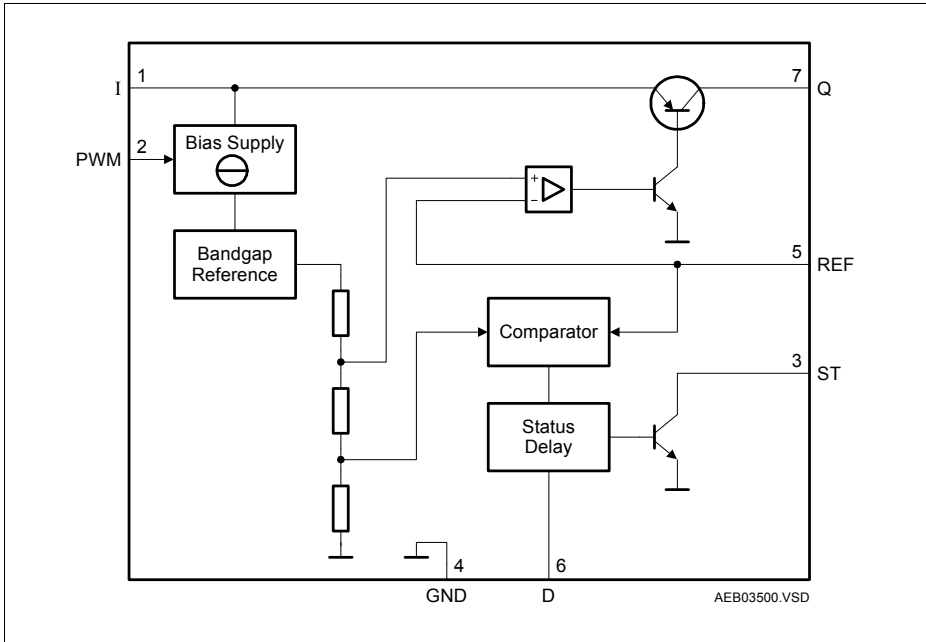 1
7
I
Q
2
Bias Supply
PWM
+
−
5
Bandgap
Reference
REF
Comparator
3
ST
Status
Delay
4
6
GND
D
AEB03500.VSD